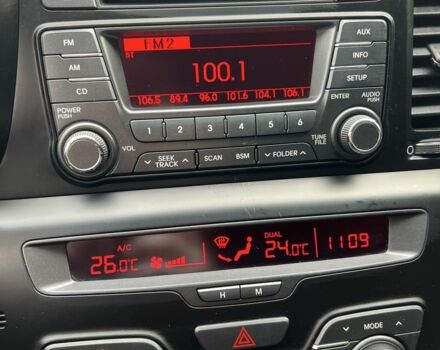 FM
AM
CD
POWER
PUSH
VOL
FM2
ST
100.1
106.5 89.4 96.0 101.6 104.1 106.1
AUX
INFO
SETUP
ENTER
AUDIO
PUSH
TUNE
FILE
1 2 3 4 5 6
SEEK
TRACK
SCAN
BSM
FOLDER
A/C
26.0°C
DUAL
24.0°C
11:09
H M
MODE